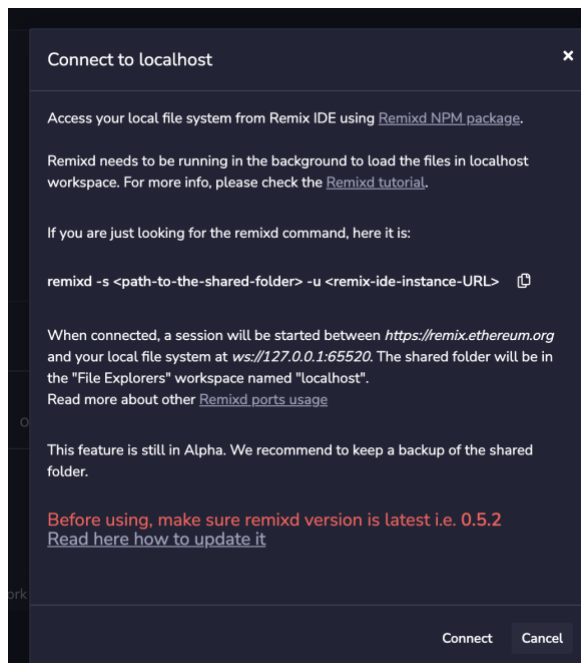 Connect to localhost
Access your local file system from Remix IDE using Remixd NPM package.
Remixd needs to be running in the background to load the files in localhost
workspace. For more info, please check the Remixd tutorial.
If you are just looking for the remixd command, here it is:
remixd -s <path-to-the-shared-folder> -u <remix-ide-instance-URL>
When connected, a session will be started between https://remix.ethereum.org
and your local file system at ws://127.0.0.1:65520. The shared folder will be in
the "File Explorers" workspace named "localhost".
Read more about other Remixd ports usage
This feature is still in Alpha. We recommend to keep a backup of the shared
folder.
Before using, make sure remixd version is latest i.e. 0.5.2
Read here how to update it
Connect Cancel